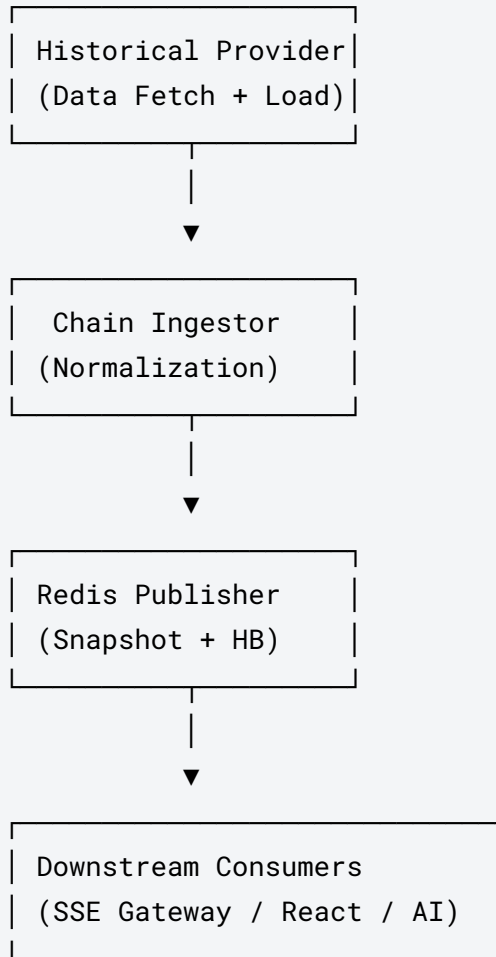 Historical Provider
(Data Fetch + Load)
Chain Ingestor
(Normalization)
Redis Publisher
(Snapshot + HB)
Downstream Consumers
(SSE Gateway / React / AI)